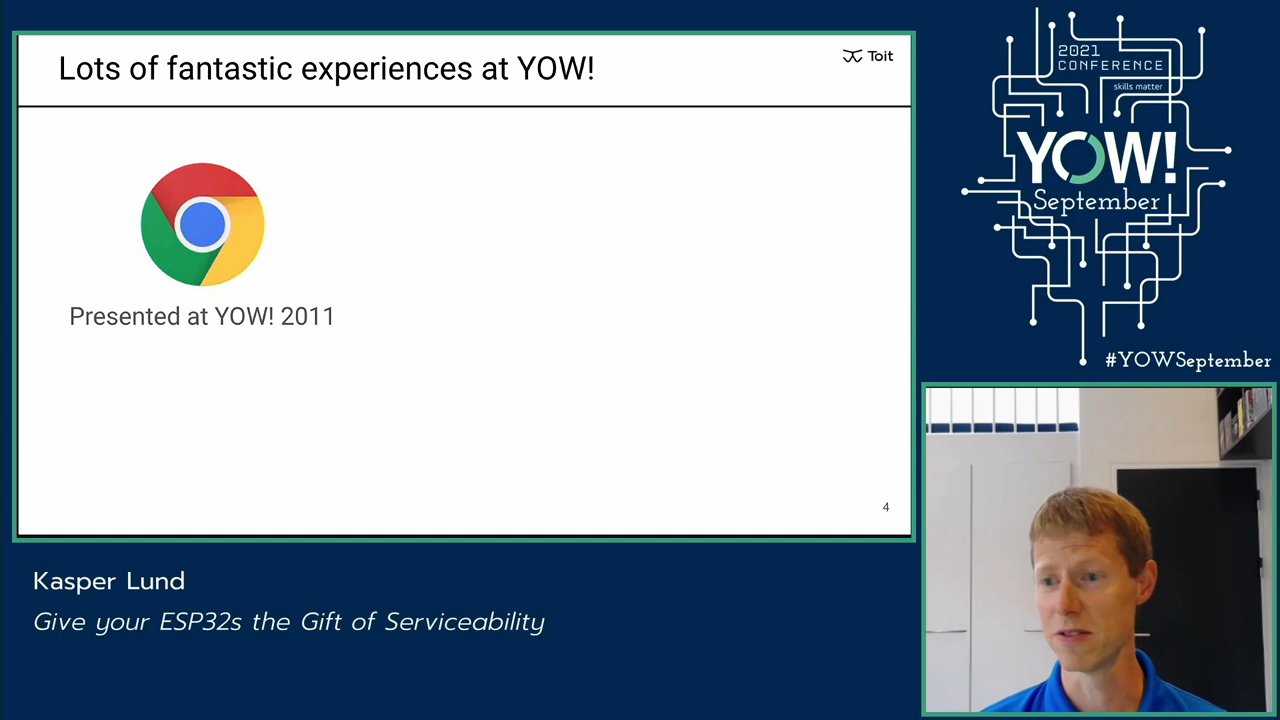 Lots of fantastic experiences at YOW!
Toit
Presented at YOW! 2011
4
2021
CONFERENCE
skills matter
YOW!
September
#YOWSeptember
Kasper Lund
Give your ESP32s the Gift of Serviceability